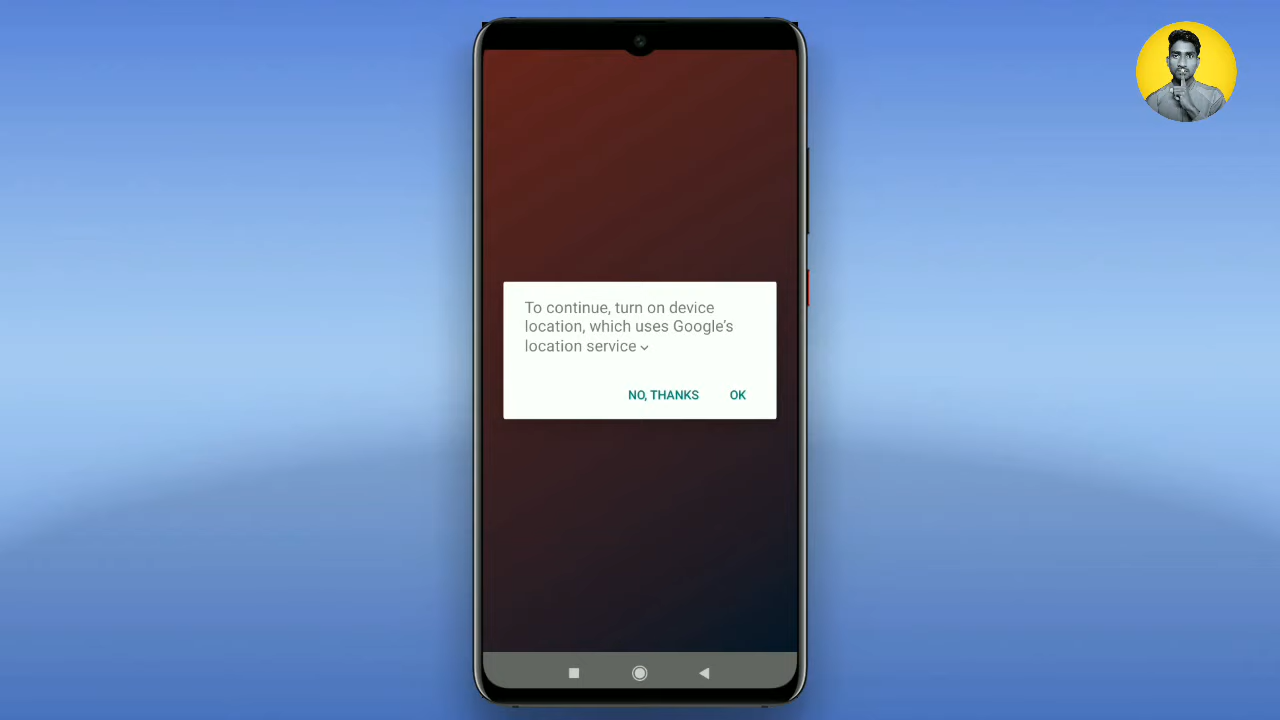 To continue, turn on device
location, which uses Google’s
location service
NO, THANKS OK